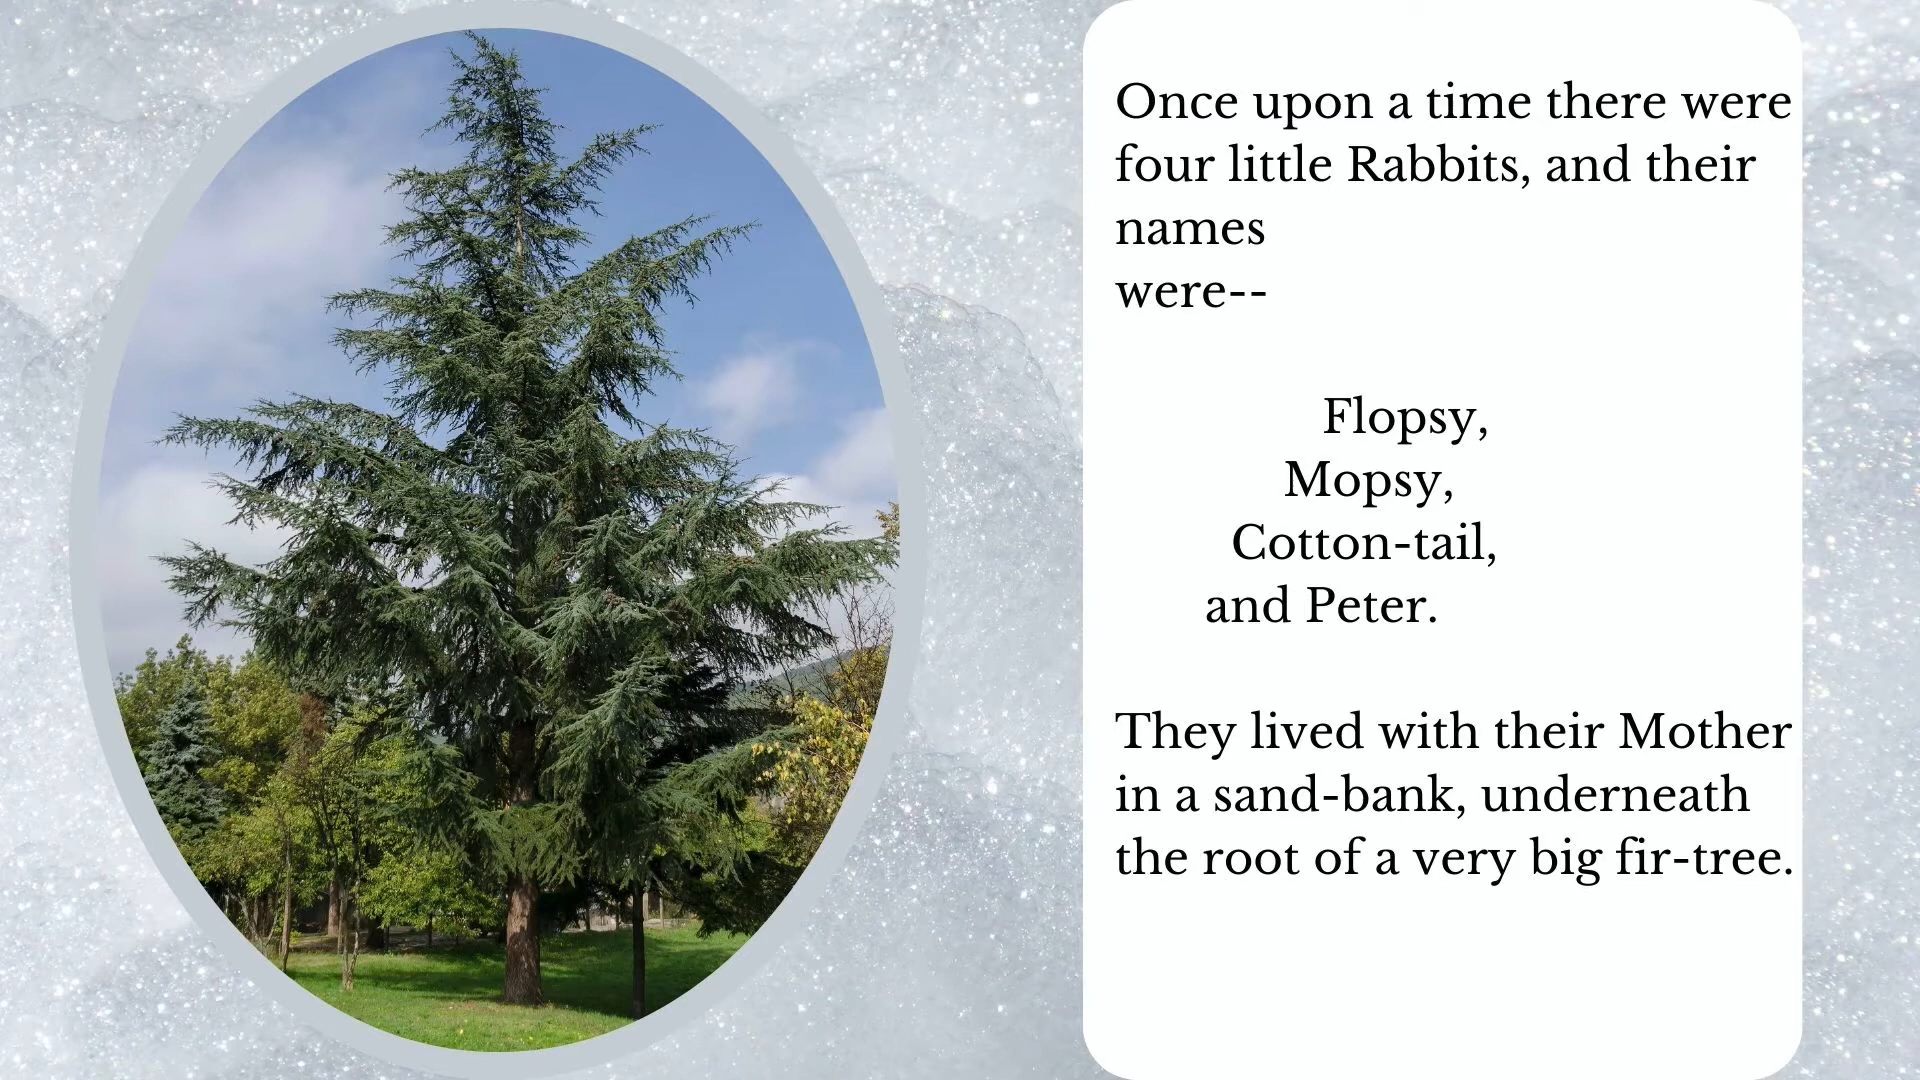 Once upon a time there were
four little Rabbits, and their
names
were--
Flopsy,
Mopsy,
Cotton-tail,
and Peter.
They lived with their Mother
in a sand-bank, underneath
the root of a very big fir-tree.